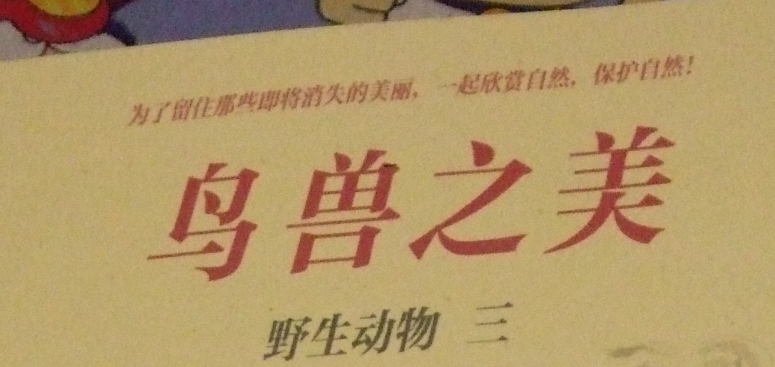 为了留住那些即将消失的美丽，一起欣赏自然，保护自然！
鸟兽之美
野生动物 三